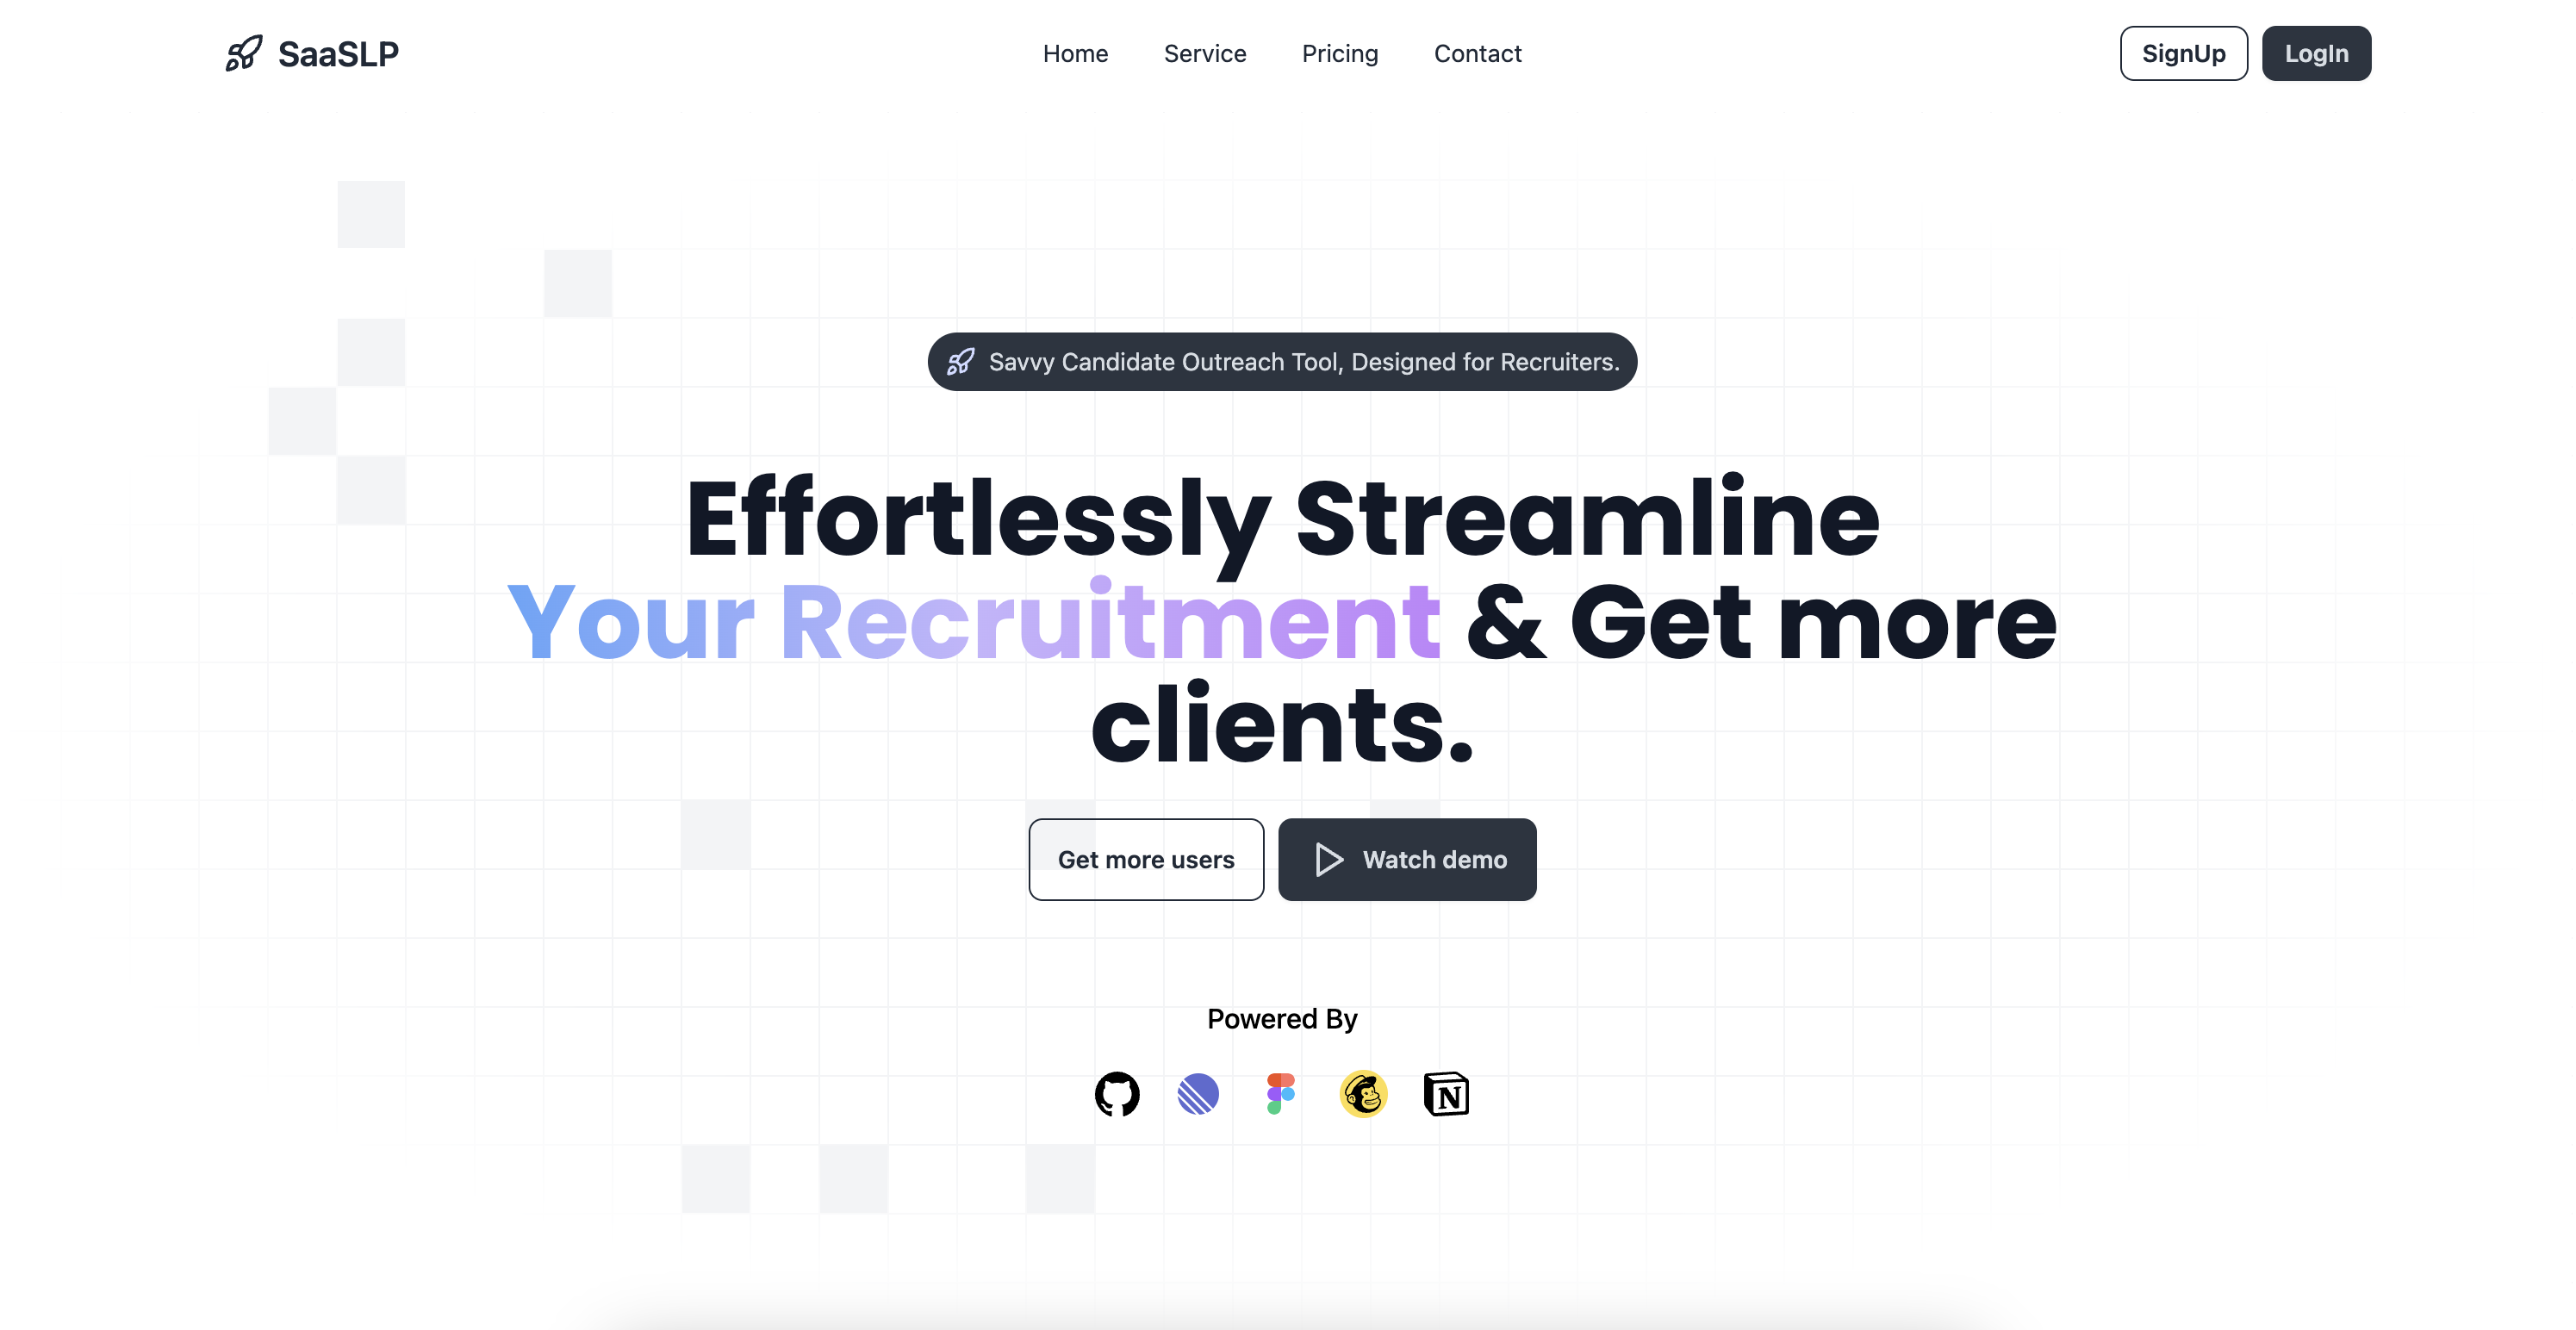 SaaSLP
Home Service Pricing Contact
SignUp LogIn
Savvy Candidate Outreach Tool, Designed for Recruiters.
Effortlessly Streamline
Your Recruitment & Get more
clients.
Get more users
Watch demo
Powered By
N